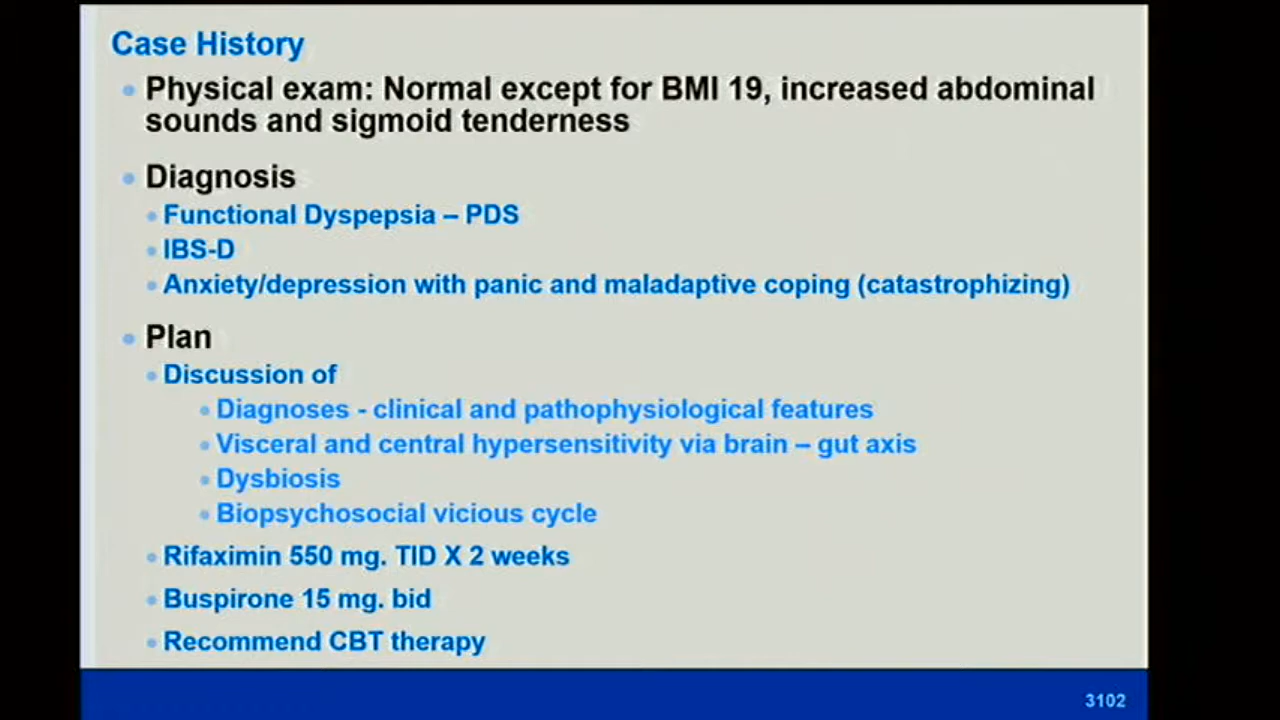 Case History
Physical exam: Normal except for BMI 19, increased abdominal
sounds and sigmoid tenderness
Diagnosis
Functional Dyspepsia – PDS
IBS-D
Anxiety/depression with panic and maladaptive coping (catastrophizing)
Plan
Discussion of
Diagnoses - clinical and pathophysiological features
Visceral and central hypersensitivity via brain – gut axis
Dysbiosis
Biopsychosocial vicious cycle
Rifaximin 550 mg. TID X 2 weeks
Buspirone 15 mg. bid
Recommend CBT therapy
3102